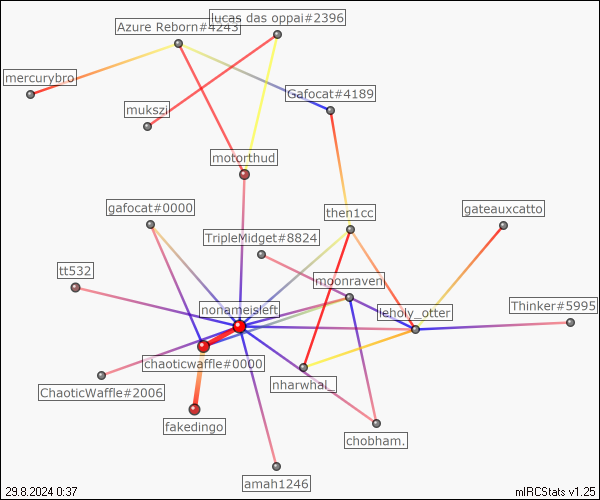 lucas das oppai#2396
Azure Reborn#4243
mercurybro
Gafocat#4189
mukszi
motorthud
gafocat#0000
then1cc
gateauxcatto
TripleMidget#8824
tt532
moonraven
nonameisleft
leholy_otter
Thinker#5995
chaoticwaffle#0000
nharwhal_
ChaoticWaffle#2006
fakedingo
chobham.
amah1246
29.8.2024 0:37
mIRCStats v1.25